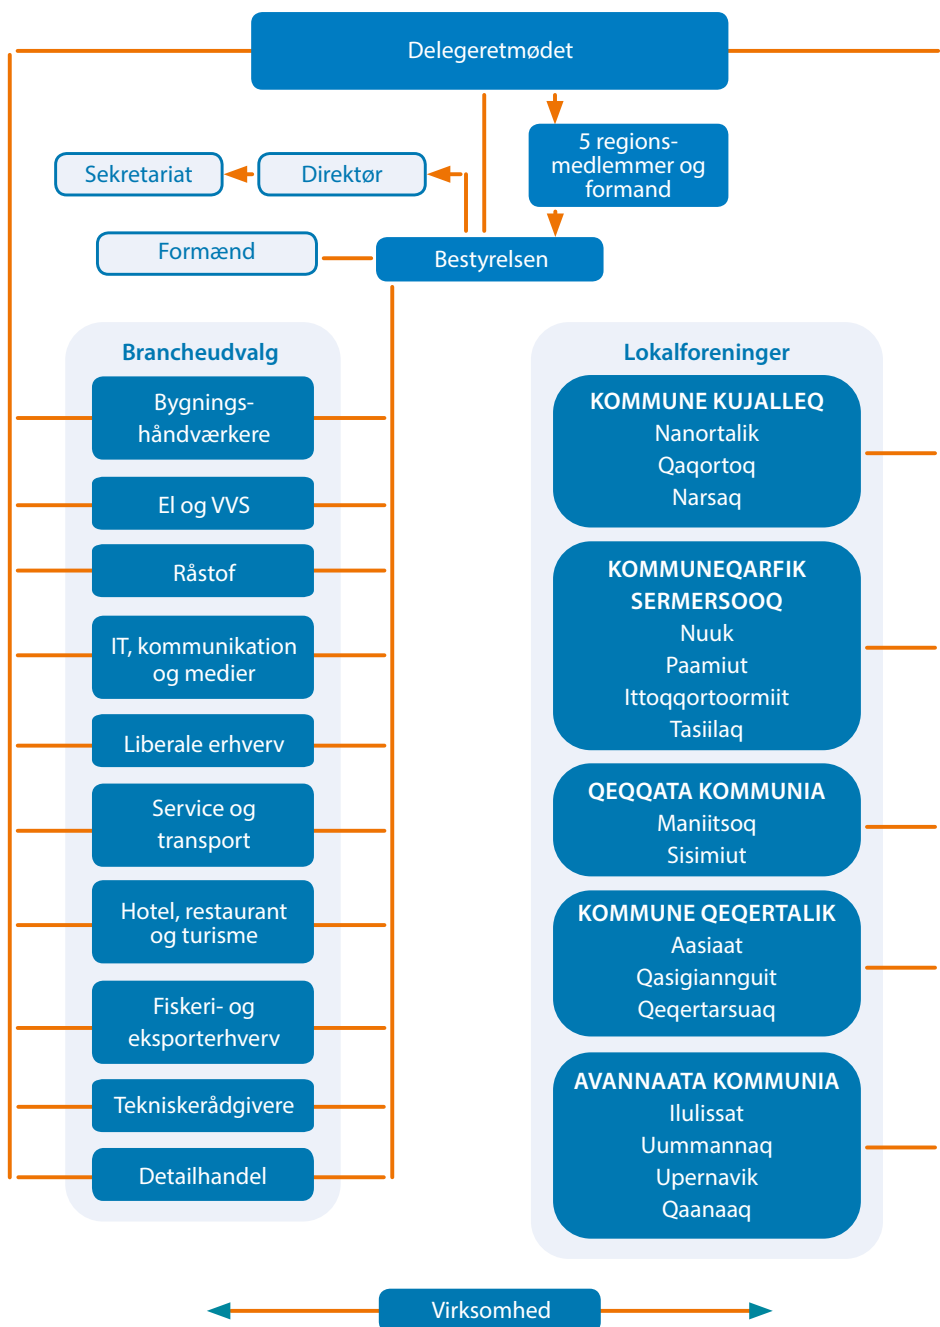 Delegeretmødet
5 regions-
medlemmer og
formand
Sekretariat
Direktør
Formænd
Bestyrelsen
Brancheudvalg
Bygnings-
håndværkere
El og VVS
Råstof
IT, kommunikation
og medier
Liberale erhverv
Service og
transport
Hotel, restaurant
og turisme
Fiskeri- og
eksporterhverv
Tekniskerådgivere
Detailhandel
Lokalforeninger
KOMMUNE KUJALLEQ
Nanortalik
Qaqortoq
Narsaq
KOMMUNEQARFIK
SERMERSOOQ
Nuuk
Paamiut
Ittoqqortoormiit
Tasiilaq
QEQQATA KOMMUNIA
Maniitsoq
Sisimiut
KOMMUNE QEQERTALIK
Aasiaat
Qasigiannguit
Qeqertarsuaq
AVANNAATA KOMMUNIA
Ilulissat
Uummannaq
Upernavik
Qaanaaq
Virksomhed